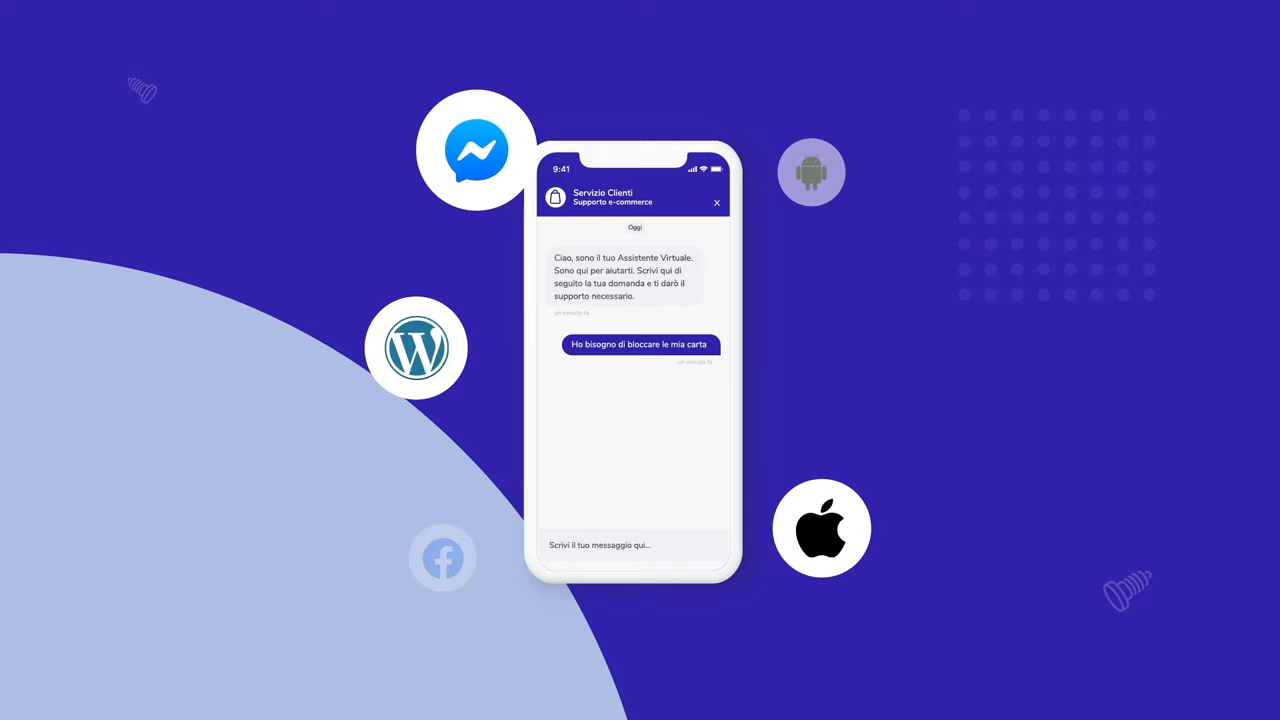 9:41
Servizio Clienti
Supporto e-commerce
x
Oggi
Ciao, sono il tuo Assistente Virtuale.
Sono qui per aiutarti. Scrivi qui di
seguito la tua domanda e ti darò il
supporto necessario.
un minuto fa
Ho bisogno di bloccare le mia carta
un minuto fa
Scrivi il tuo messaggio qui...